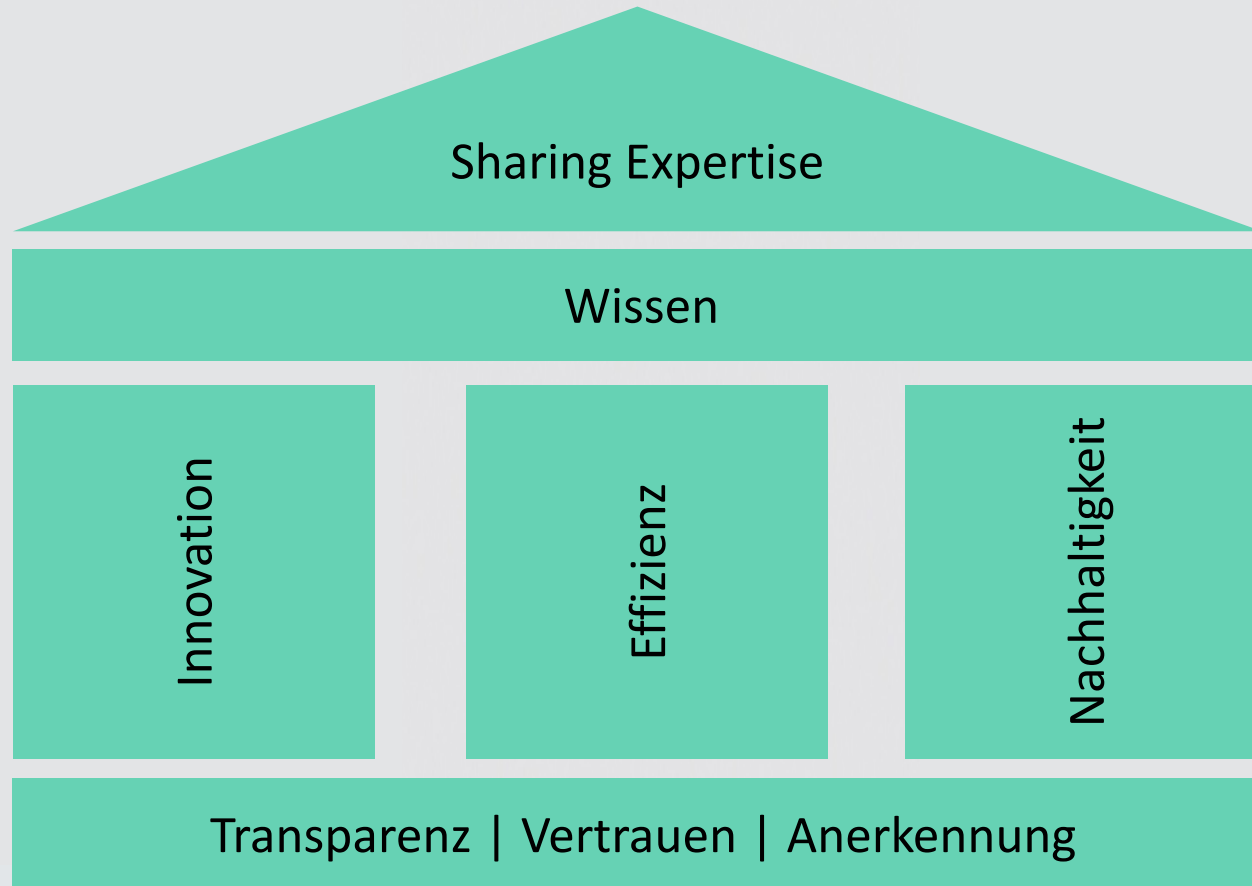 Sharing Expertise
Wissen
Innovation
Effizienz
Nachhaltigkeit
Transparenz | Vertrauen | Anerkennung